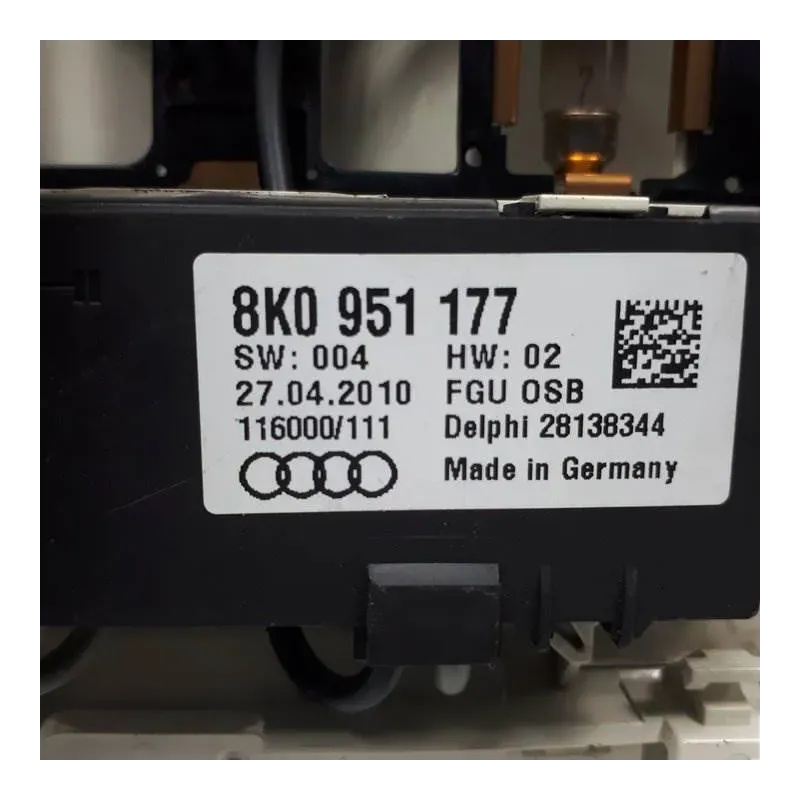 8K0 951 177
SW: 004 HW: 02
27.04.2010 FGU OSB
116000/111 Delphi 28138344
Made in Germany